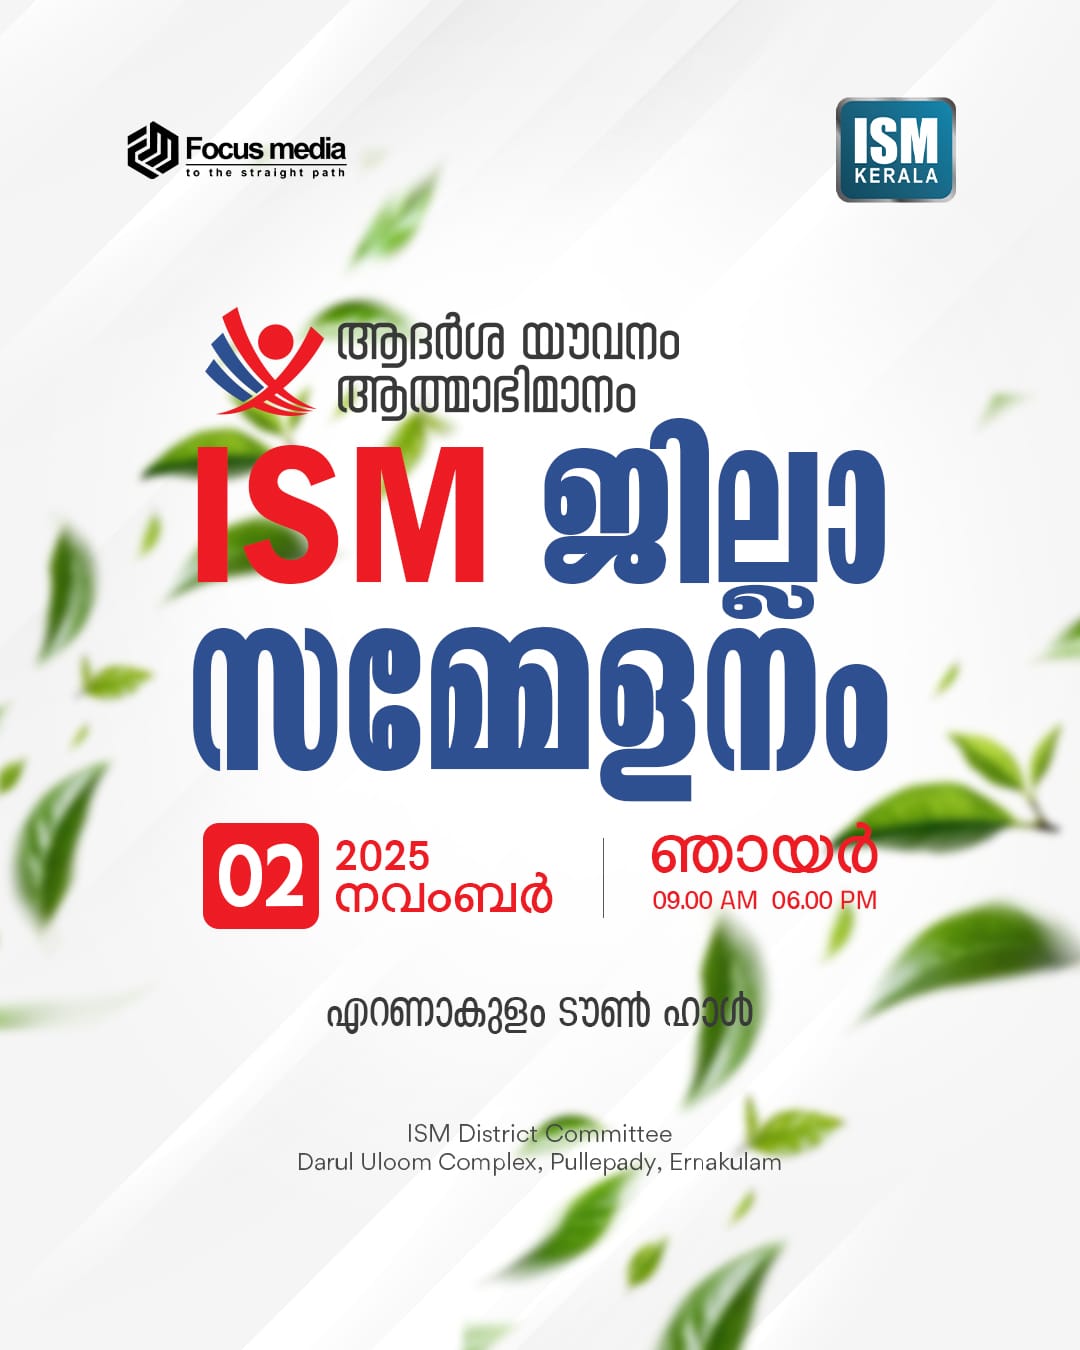 Focus media
to the straight path
ISM
KERALA
ആദർശ യൗവനം
ആത്മാഭിമാനം
ISM ജില്ലാ
സമ്മേളനം
02
2025
നവംബർ
ഞായർ
09.00 AM 06.00 PM
എറണാകുളം ടൗൺ ഹാൾ
ISM District Committee
Darul Uloom Complex, Pullepady, Ernakulam